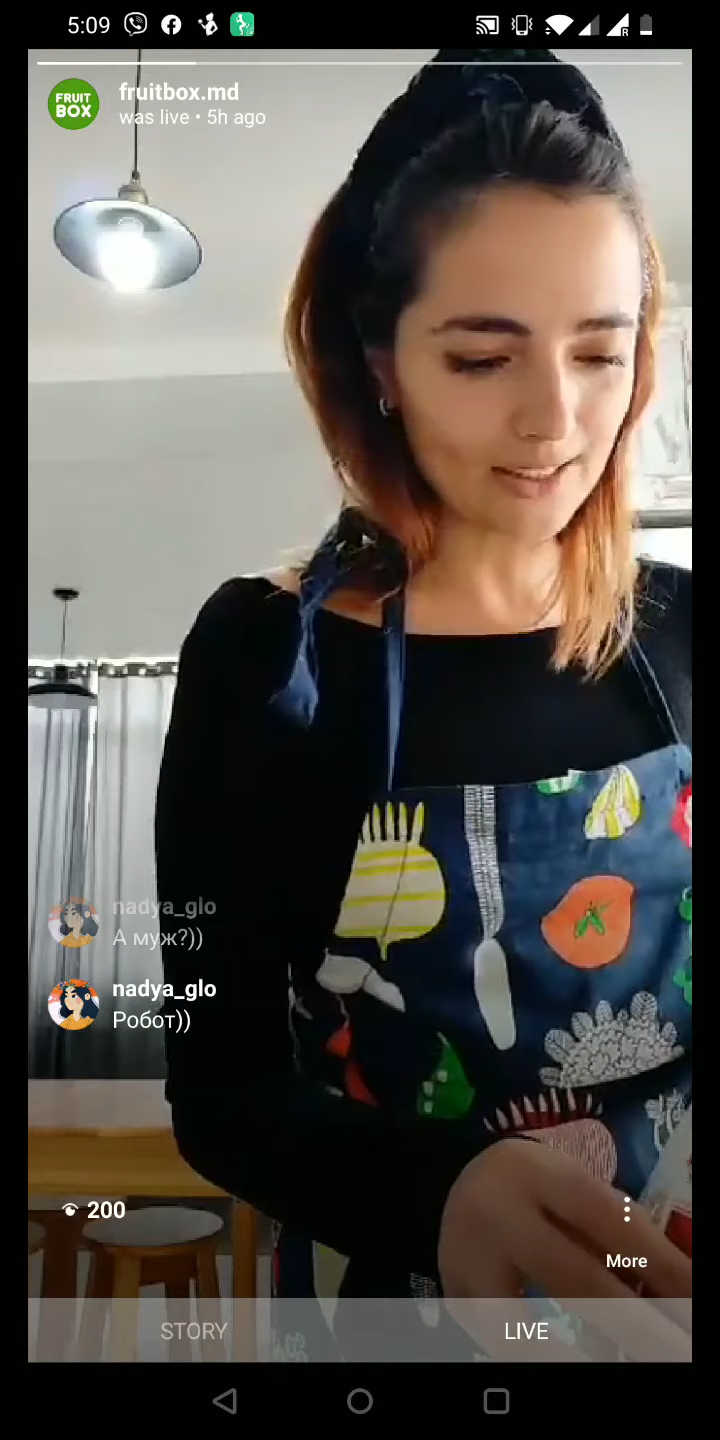 5:09
FRUIT
BOX
fruitbox.md
was live • 5h ago
nadya_glo
А муж?))
nadya_glo
Робот))
200
More
STORY
LIVE